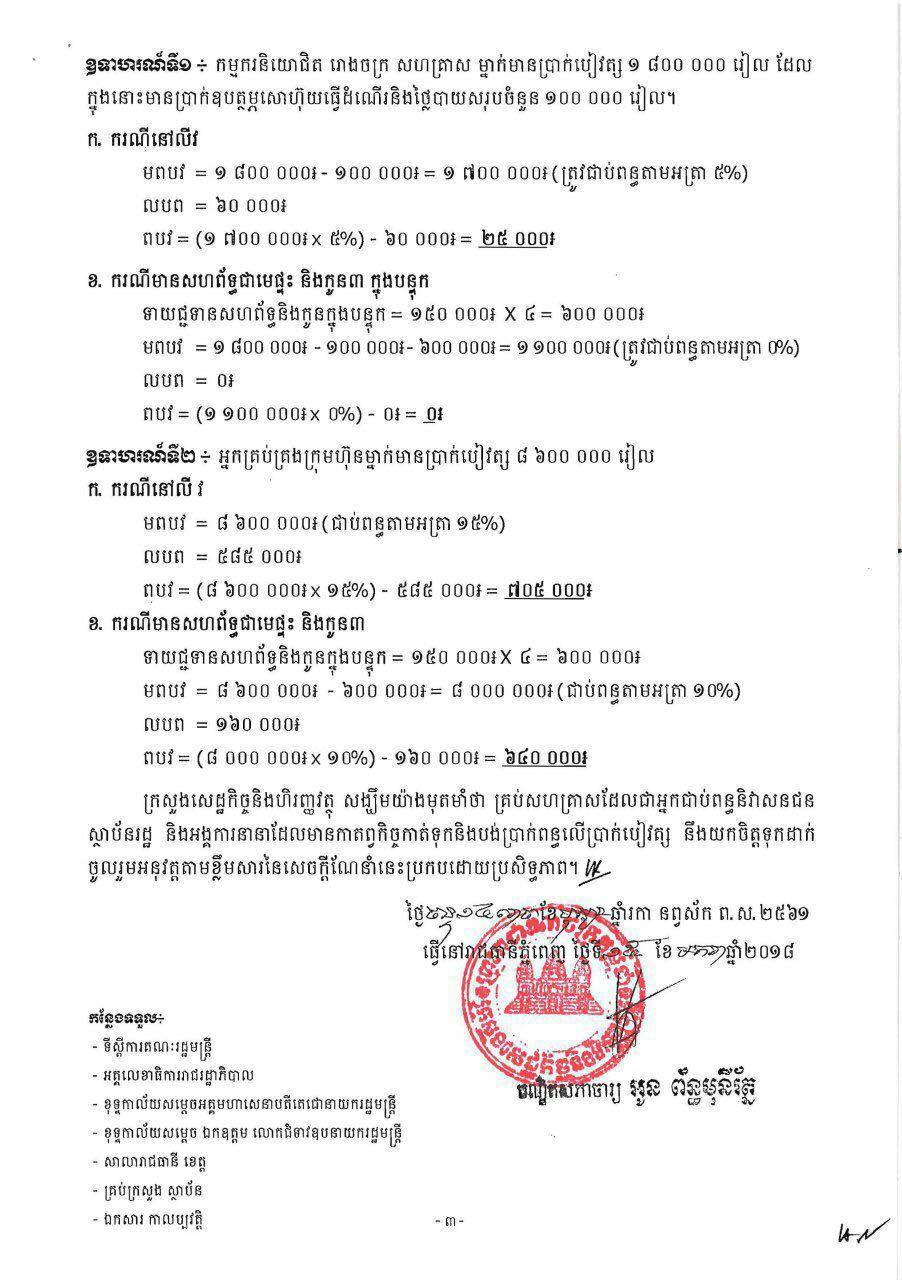 ឧទាហរណ៍ទី១ ÷ កម្មករនិយោជិត រោងចក្រ សហគ្រាស ម្នាក់មានប្រាក់បៀវត្ស ១ ៨០០ ០០០ រៀល ដែល
ក្នុងនោះមានប្រាក់ឧបត្ថម្ភសោហ៊ុយធ្វើដំណើរនិងថ្លៃបាយសរុបចំនួន ១០០ ០០០ រៀល។
ក. ករណីនៅលីវ
មពបវ = ១ ៨០០ ០០០៛ - ១០០ ០០០៛ = ១ ៧០០ ០០០៛ (ត្រូវជាប់ពន្ធតាមអត្រា ៥%)
លបព = ៦០ ០០០៛
ពបវ = (១ ៧០០ ០០០៛ x ៥%) - ៦០ ០០០៛ = ២៥ ០០០៛
ខ. ករណីមានសហព័ទ្ធជាមេផ្ទះ និងកូន៣ ក្នុងបន្ទុក
ទាយជ្ជទានសហព័ទ្ធនិងកូនក្នុងបន្ទុក = ១៥០ ០០០៛ X ៤ = ៦០០ ០០០៛
មពបវ = ១ ៨០០ ០០០៛ - ១០០ ០០០៛ - ៦០០ ០០០៛ = ១ ១០០ ០០០៛ (ត្រូវជាប់ពន្ធតាមអត្រា ០%)
លបព = ០៛
ពបវ = (១ ១០០ ០០០៛ x ០%) - ០៛ = ០៛
ឧទាហរណ៍ទី២ ÷ អ្នកគ្រប់គ្រងក្រុមហ៊ុនម្នាក់មានប្រាក់បៀវត្ស ៨ ៦០០ ០០០ រៀល
ក. ករណីនៅលីវ
មពបវ = ៨ ៦០០ ០០០៛ (ជាប់ពន្ធតាមអត្រា ១៥%)
លបព = ៥៨៥ ០០០៛
ពបវ = (៨ ៦០០ ០០០៛ x ១៥%) - ៥៨៥ ០០០៛ = ៧០៥ ០០០៛
ខ. ករណីមានសហព័ទ្ធជាមេផ្ទះ និងកូន៣
ទាយជ្ជទានសហព័ទ្ធនិងកូនក្នុងបន្ទុក = ១៥០ ០០០៛ X ៤ = ៦០០ ០០០៛
មពបវ = ៨ ៦០០ ០០០៛ - ៦០០ ០០០៛ = ៨ ០០០ ០០០៛ (ជាប់ពន្ធតាមអត្រា ១០%)
លបព = ១៦០ ០០០៛
ពបវ = (៨ ០០០ ០០០៛ x ១០%) - ១៦០ ០០០៛ = ៦៤០ ០០០៛
ក្រសួងសេដ្ឋកិច្ចនិងហិរញ្ញវត្ថុ សង្ឃឹមយ៉ាងមុតមាំថា គ្រប់សហគ្រាសដែលជាអ្នកជាប់ពន្ធនិវាសនជន
ស្ថាប័នរដ្ឋ និងអង្គការនានាដែលមានកាតព្វកិច្ចកាត់ទុកនិងបង់ប្រាក់ពន្ធលើប្រាក់បៀវត្ស នឹងយកចិត្តទុកដាក់
ចូលរួមអនុវត្តតាមខ្លឹមសារនៃសេចក្តីណែនាំនេះប្រកបដោយប្រសិទ្ធភាព។
ថ្ងៃ ខែ ឆ្នាំរកា នព្វស័ក ព.ស.២៥៦១
ធ្វើនៅរាជធានីភ្នំពេញ ថ្ងៃទី ខែ ឆ្នាំ២០១៨
បណ្ឌិតសភាចារ្យ អូន ព័ន្ធមុនីរ័ត្ន
កន្លែងទទួល÷
- ទីស្តីការគណៈរដ្ឋមន្ត្រី
- អគ្គលេខាធិការរាជរដ្ឋាភិបាល
- ខុទ្ទកាល័យសម្តេចអគ្គមហាសេនាបតីតេជោនាយករដ្ឋមន្ត្រី
- ខុទ្ទកាល័យសម្តេច ឯកឧត្តម លោកជំទាវឧបនាយករដ្ឋមន្ត្រី
- សាលារាជធានី ខេត្ត
- គ្រប់ក្រសួង ស្ថាប័ន
- ឯកសារ កាលប្បវត្តិ
- ៣ -